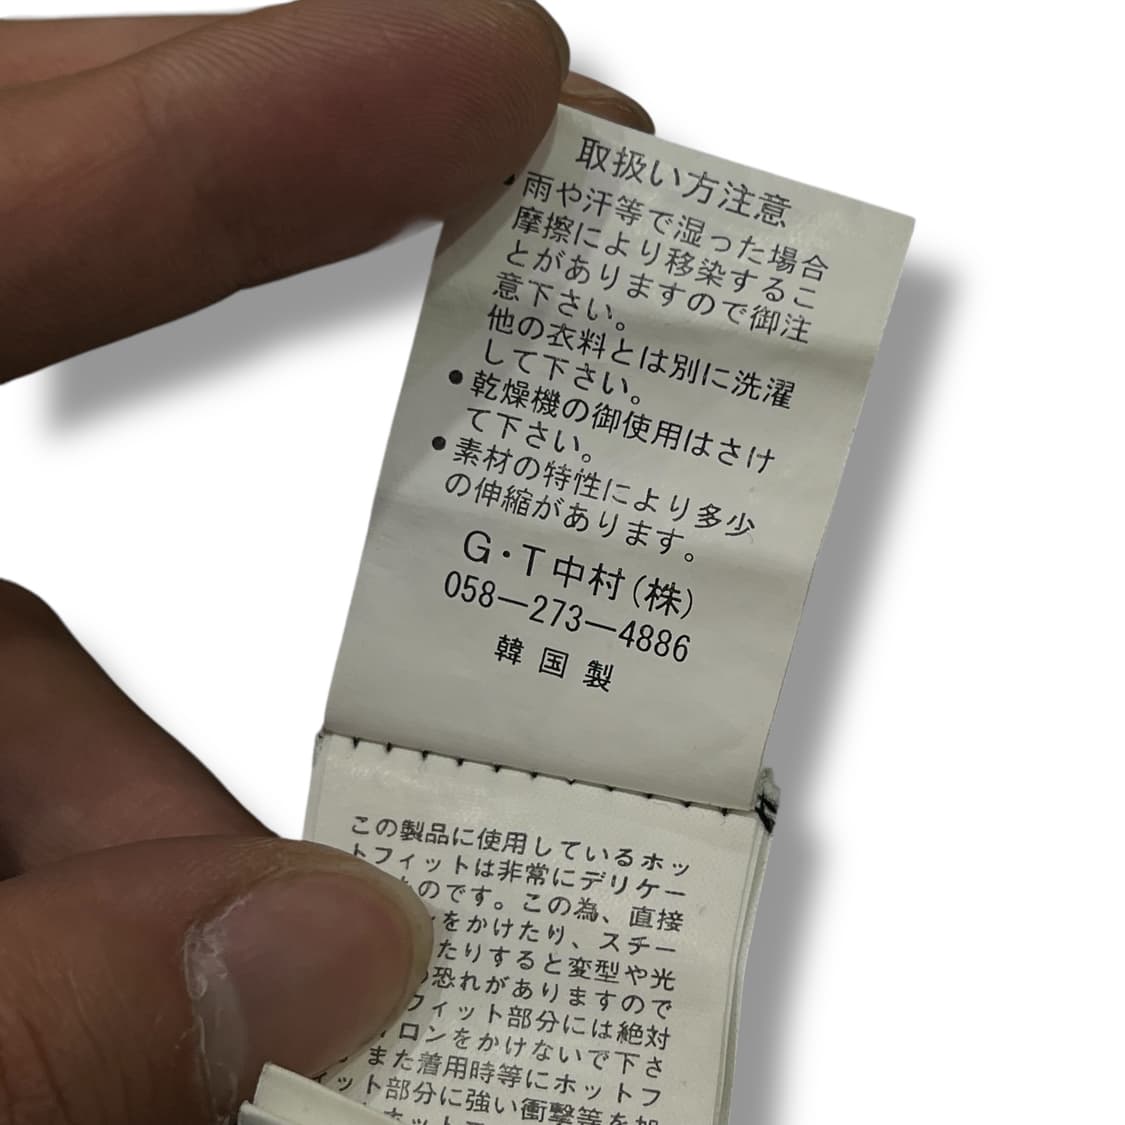 取扱い方注意
雨や汗等で湿った場合
摩擦により移染するこ
とがありますので御注
意下さい。
他の衣料とは別に洗濯
して下さい。
●乾燥機の御使用はさけ
て下さい。
●素材の特性により多少
の伸縮があります。
G・T中村(株)
058―273―4886
韓国製
この製品に使用しているホッ
トフィットは非常にデリケー
ものです。この為、直接
をかけたり、スチー
たりすると変型や光
恐れがありますので
フィット部分には絶対
ロンをかけないで下さ
また着用時等にホットフ
ィット部分に強い衝撃等を加